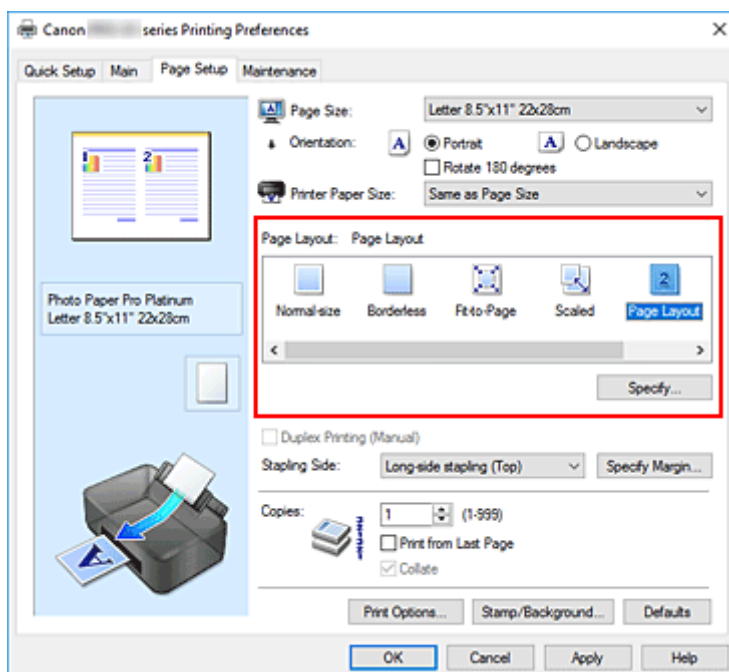 Canon series Printing Preferences
Quick Setup Main Page Setup Maintenance
1 2
Photo Paper Pro Platinum
Letter 8.5"x11" 22x28cm
A
Page Size: Letter 8.5"x11" 22x28cm
Orientation: A Portrait A Landscape
Rotate 180 degrees
Printer Paper Size: Same as Page Size
Page Layout: Page Layout
2
Normal-size Borderless Fit-to-Page Scaled Page Layout
Specify...
Duplex Printing (Manual)
Stapling Side: Long-side stapling (Top) Specify Margin...
Copies: 1 (1-999)
Print from Last Page
Collate
Print Options... Stamp/Background... Defaults
OK Cancel Apply Help